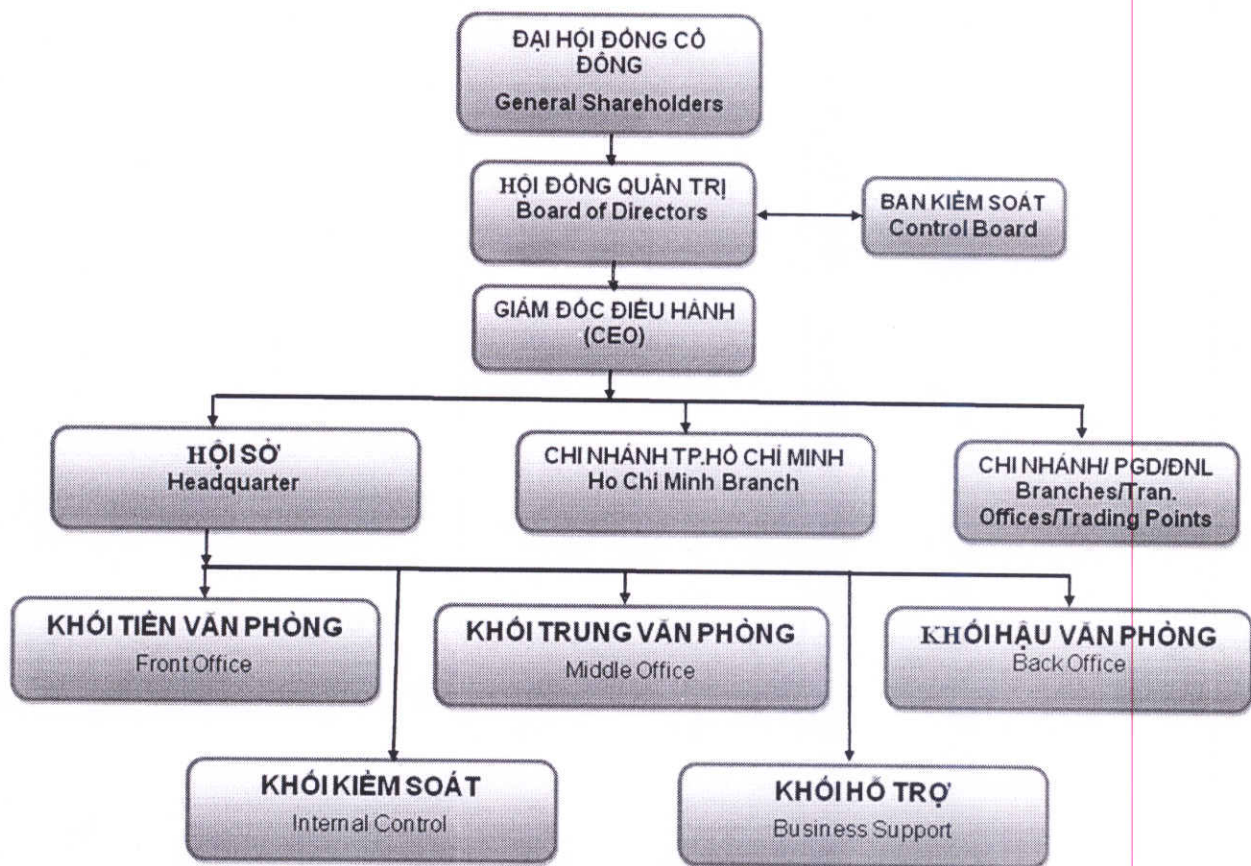 ĐẠI HỘI ĐỒNG CỔ
ĐÔNG
General Shareholders
HỘI ĐỒNG QUẢN TRỊ
Board of Directors
BAN KIỂM SOÁT
Control Board
GIÁM ĐỐC ĐIỀU HÀNH
(CEO)
HỘI SỞ
Headquarter
CHI NHÁNH TP.HỒ CHÍ MINH
Ho Chi Minh Branch
CHI NHÁNH/ PGD/ĐNL
Branches/Tran.
Offices/Trading Points
KHỐI TIỀN VĂN PHÒNG
Front Office
KHỐI TRUNG VĂN PHÒNG
Middle Office
KHỐI HẬU VĂN PHÒNG
Back Office
KHỐI KIỂM SOÁT
Internal Control
KHỐI HỖ TRỢ
Business Support